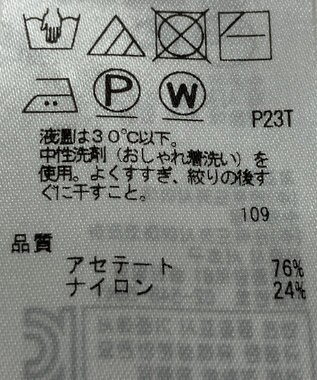 P
W
P23T
液温は30℃以下。
中性洗剤（おしゃれ着洗い）を
使用。よくすすぎ、絞りの後す
ぐに干すこと。
109
品質
アセテート 76%
ナイロン 24%